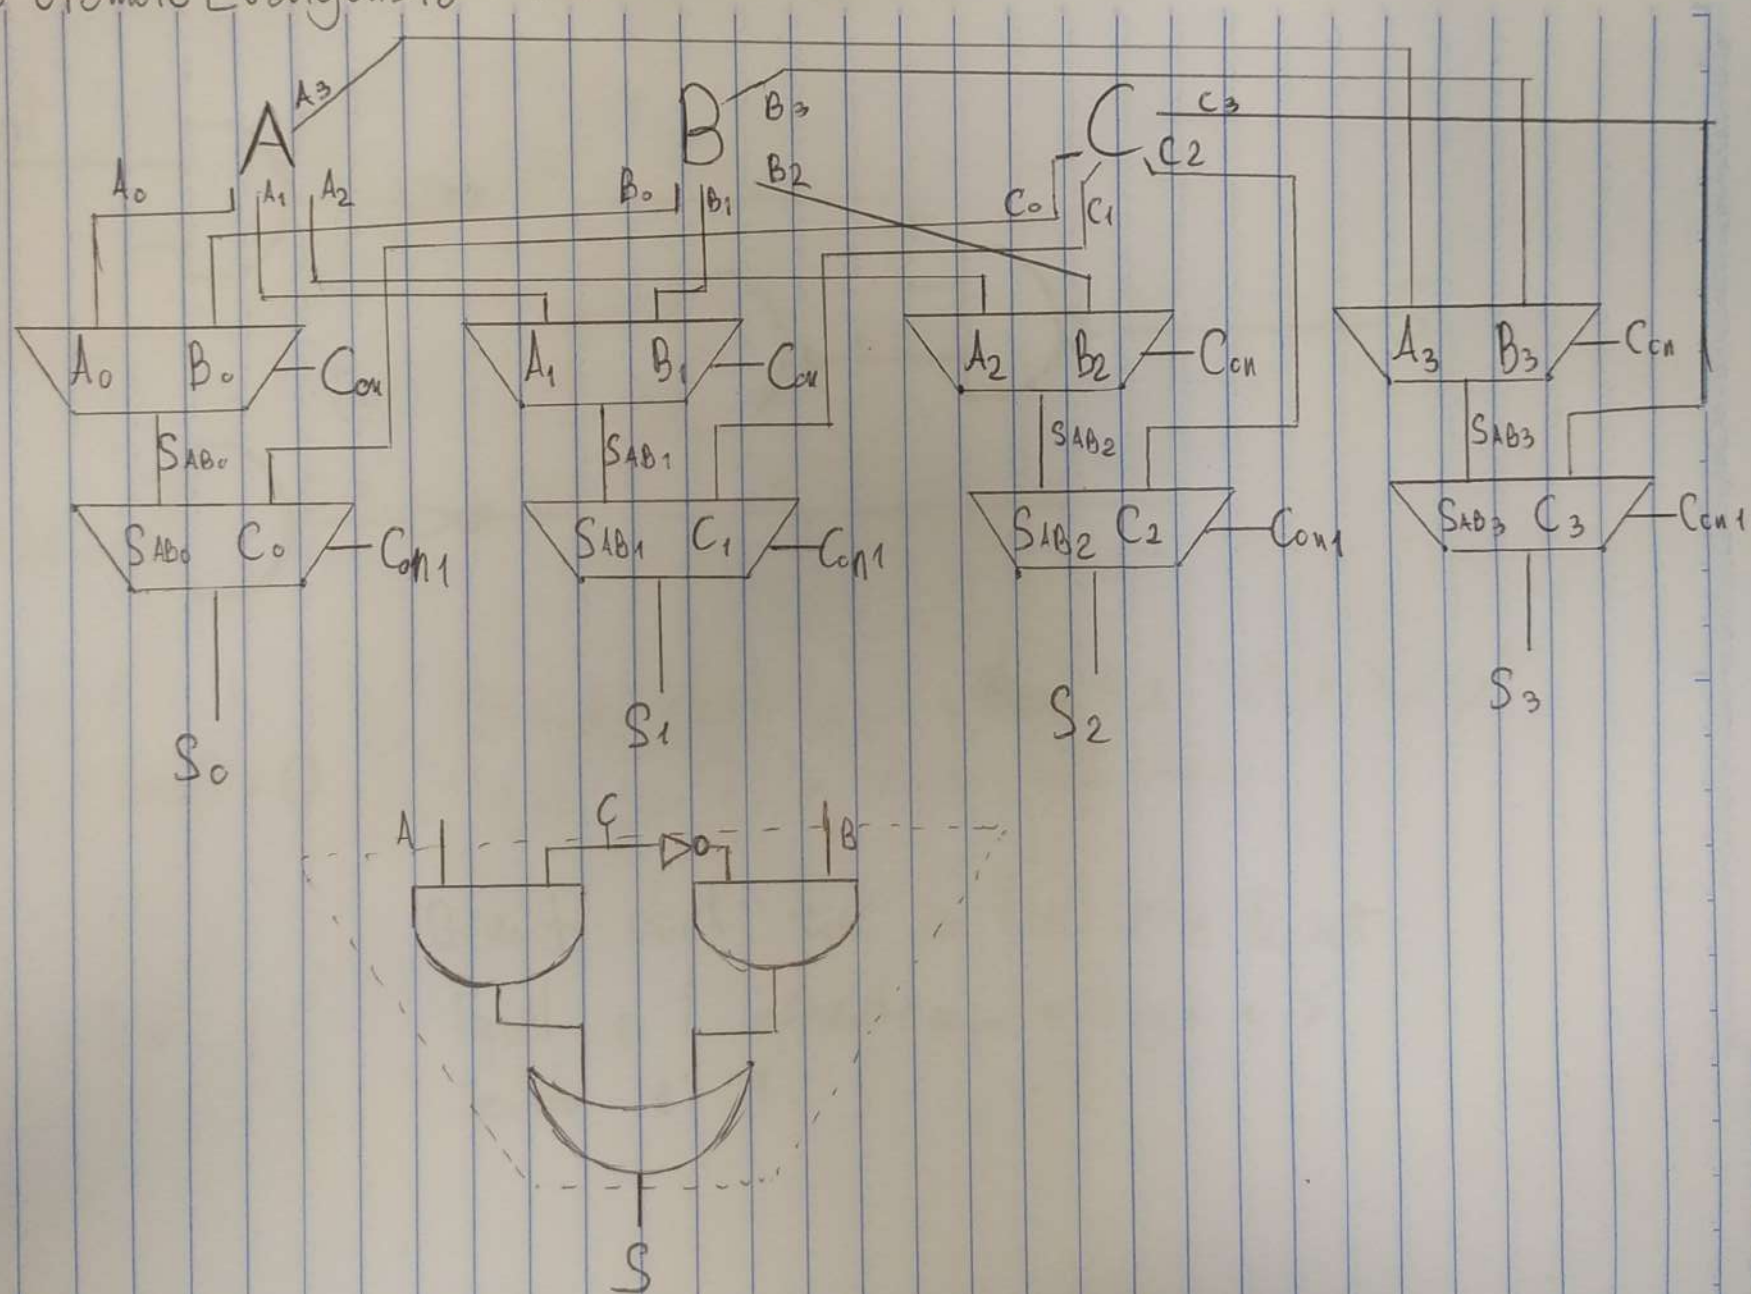 A3
B3
C3
A
B
C
A0
A1
A2
B0
B1
B2
C0
C1
C2
A0 B0 Con
A1 B1 Con
A2 B2 Con
A3 B3 Con
SAB0
SAB1
SAB2
SAB3
SAB0 C0 Con1
SAB1 C1 Con1
SAB2 C2 Con1
SAB3 C3 Con1
S0
S1
S2
S3
A
C
B
S